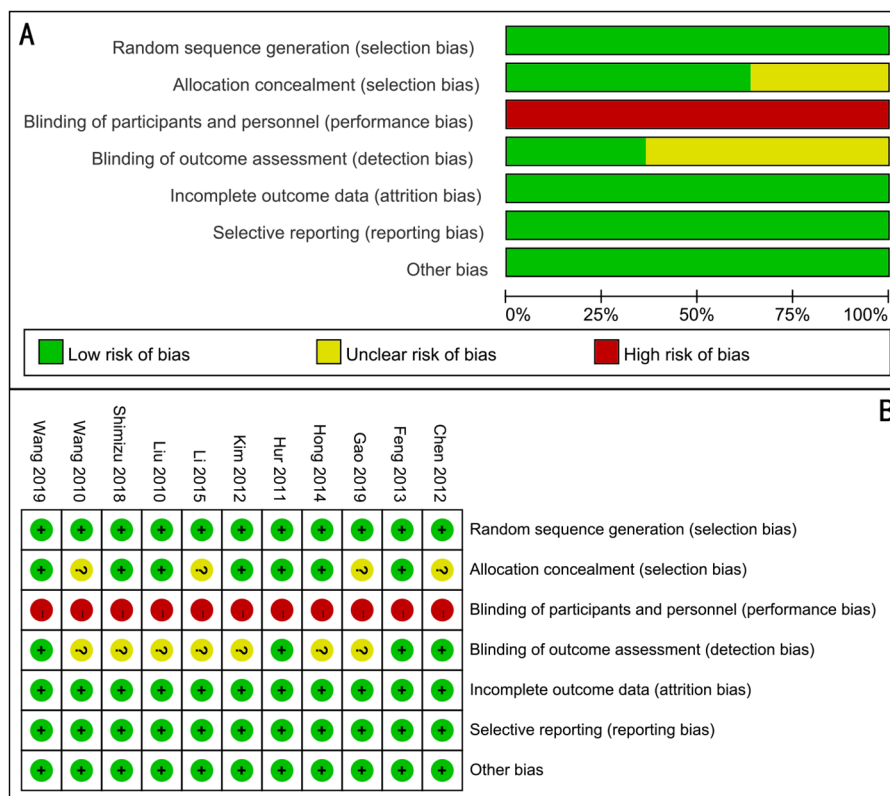 A
Random sequence generation (selection bias)
Allocation concealment (selection bias)
Blinding of participants and personnel (performance bias)
Blinding of outcome assessment (detection bias)
Incomplete outcome data (attrition bias)
Selective reporting (reporting bias)
Other bias
0% 25% 50% 75% 100%
Low risk of bias Unclear risk of bias High risk of bias
B
Wang 2019
Wang 2010
Shimizu 2018
Liu 2010
Li 2015
Kim 2012
Hur 2011
Hong 2014
Gao 2019
Feng 2013
Chen 2012
+ + + + + + + + + + + Random sequence generation (selection bias)
+ ? + + ? + + + ? + ? Allocation concealment (selection bias)
– – – – – – – – – – – Blinding of participants and personnel (performance bias)
+ ? ? ? ? ? + ? ? + + Blinding of outcome assessment (detection bias)
+ + + + + + + + + + + Incomplete outcome data (attrition bias)
+ + + + + + + + + + + Selective reporting (reporting bias)
+ + + + + + + + + + + Other bias